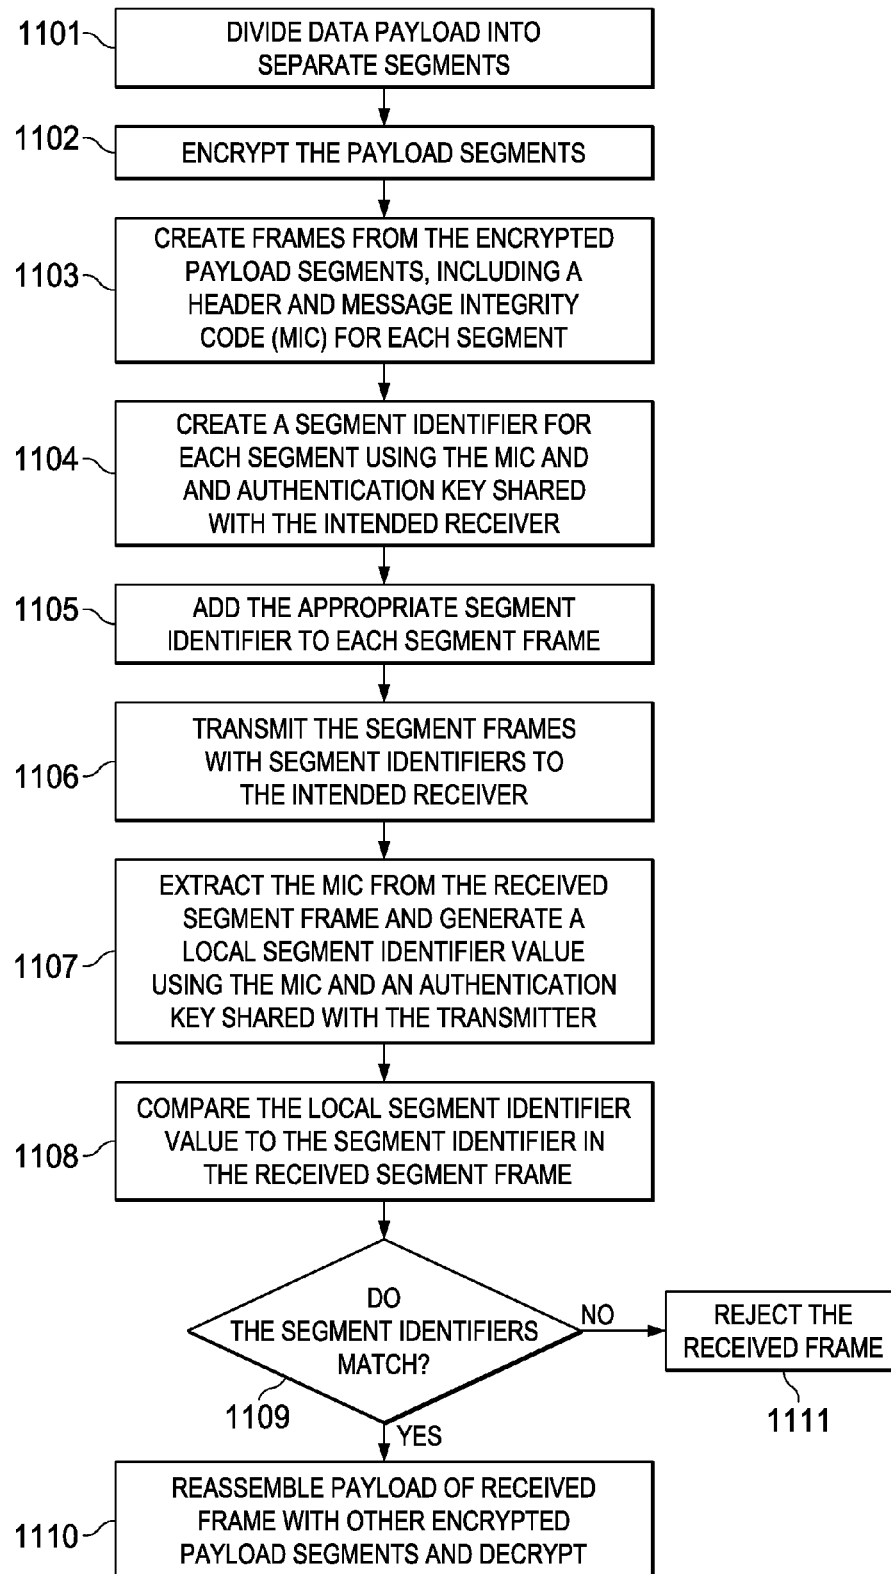 1101
DIVIDE DATA PAYLOAD INTO
SEPARATE SEGMENTS
1102
ENCRYPT THE PAYLOAD SEGMENTS
1103
CREATE FRAMES FROM THE ENCRYPTED
PAYLOAD SEGMENTS, INCLUDING A
HEADER AND MESSAGE INTEGRITY
CODE (MIC) FOR EACH SEGMENT
1104
CREATE A SEGMENT IDENTIFIER FOR
EACH SEGMENT USING THE MIC AND
AND AUTHENTICATION KEY SHARED
WITH THE INTENDED RECEIVER
1105
ADD THE APPROPRIATE SEGMENT
IDENTIFIER TO EACH SEGMENT FRAME
1106
TRANSMIT THE SEGMENT FRAMES
WITH SEGMENT IDENTIFIERS TO
THE INTENDED RECEIVER
1107
EXTRACT THE MIC FROM THE RECEIVED
SEGMENT FRAME AND GENERATE A
LOCAL SEGMENT IDENTIFIER VALUE
USING THE MIC AND AN AUTHENTICATION
KEY SHARED WITH THE TRANSMITTER
1108
COMPARE THE LOCAL SEGMENT IDENTIFIER
VALUE TO THE SEGMENT IDENTIFIER IN
THE RECEIVED SEGMENT FRAME
DO
THE SEGMENT IDENTIFIERS
MATCH?
1109
NO
REJECT THE
RECEIVED FRAME
1111
YES
1110
REASSEMBLE PAYLOAD OF RECEIVED
FRAME WITH OTHER ENCRYPTED
PAYLOAD SEGMENTS AND DECRYPT